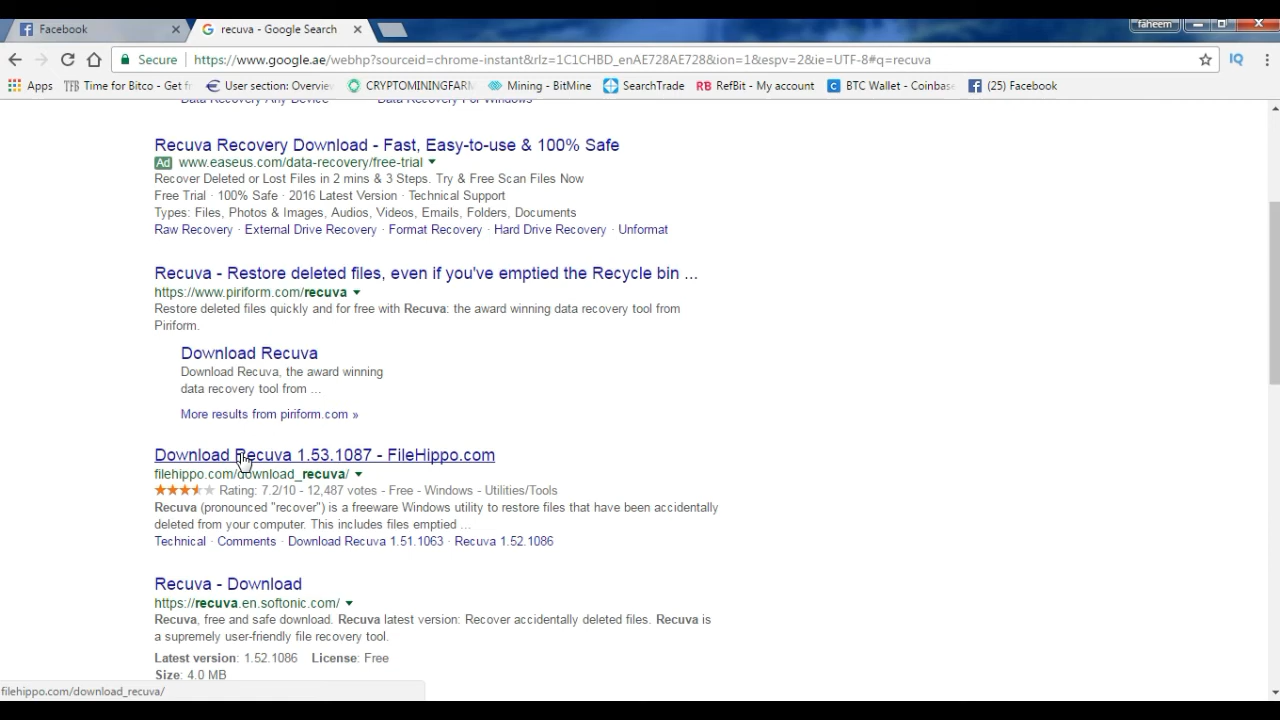 Facebook
recuva - Google Search
faheem
Secure
https://www.google.ae/webhp?sourceid=chrome-instant&rlz=1C1CHBD_enAE728AE728&ion=1&espv=2&ie=UTF-8#q=recuva
IQ
Apps
Time for Bitco - Get f
User section: Overvie
CRYPTOMININGFAR
Mining - BitMine
SearchTrade
RB RefBit - My account
BTC Wallet - Coinbas
(25) Facebook
Data Recovery Any Device Data Recovery For Windows
Recuva Recovery Download - Fast, Easy-to-use & 100% Safe
Ad www.easeus.com/data-recovery/free-trial
Recover Deleted or Lost Files in 2 mins & 3 Steps. Try & Free Scan Files Now
Free Trial · 100% Safe · 2016 Latest Version · Technical Support
Types: Files, Photos & Images, Audios, Videos, Emails, Folders, Documents
Raw Recovery · External Drive Recovery · Format Recovery · Hard Drive Recovery · Unformat
Recuva - Restore deleted files, even if you've emptied the Recycle bin ...
https://www.piriform.com/recuva
Restore deleted files quickly and for free with Recuva: the award winning data recovery tool from
Piriform.
Download Recuva
Download Recuva, the award winning
data recovery tool from ...
More results from piriform.com »
Download Recuva 1.53.1087 - FileHippo.com
filehippo.com/download_recuva/
Rating: 7.2/10 - 12,487 votes - Free - Windows - Utilities/Tools
Recuva (pronounced "recover") is a freeware Windows utility to restore files that have been accidentally
deleted from your computer. This includes files emptied ...
Technical · Comments · Download Recuva 1.51.1063 · Recuva 1.52.1086
Recuva - Download
https://recuva.en.softonic.com/
Recuva, free and safe download. Recuva latest version: Recover accidentally deleted files. Recuva is
a supremely user-friendly file recovery tool.
Latest version: 1.52.1086 License: Free
Size: 4.0 MB
filehippo.com/download_recuva/